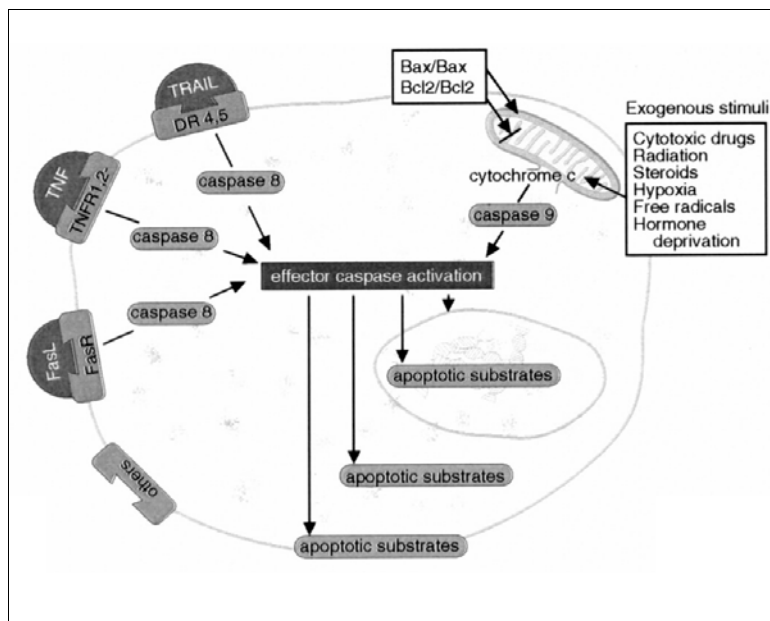 TRAIL
DR 4,5
caspase 8
TNF
TNFR1,2-
caspase 8
FasL
FasR
caspase 8
others
Bax/Bax
Bcl2/Bcl2
Exogenous stimuli
Cytotoxic drugs
Radiation
Steroids
Hypoxia
Free radicals
Hormone
deprivation
cytochrome c
caspase 9
effector caspase activation
apoptotic substrates
apoptotic substrates
apoptotic substrates